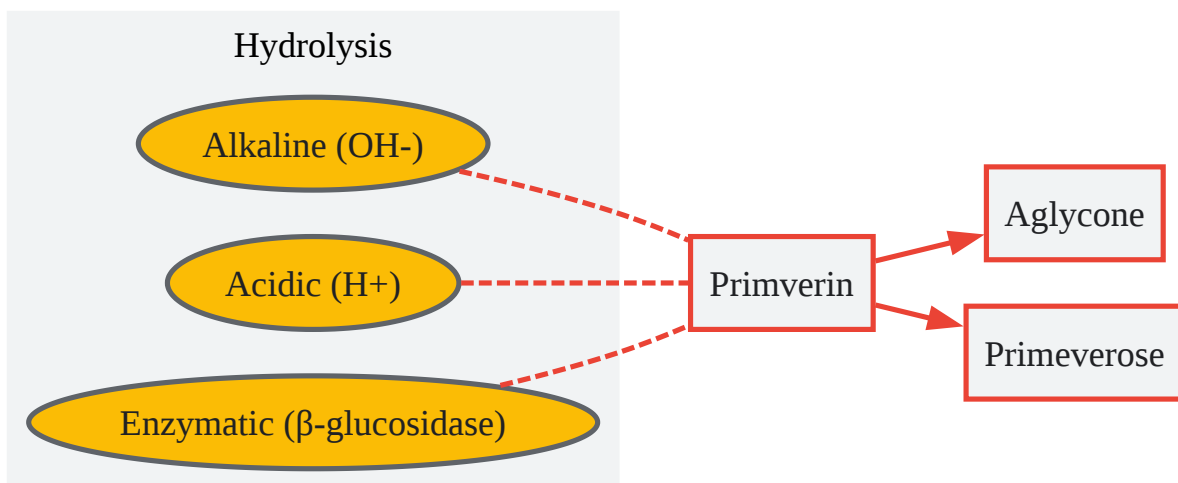 Hydrolysis
Alkaline (OH-)
Acidic (H+)
Enzymatic (β-glucosidase)
Primverin
Aglycone
Primeverose